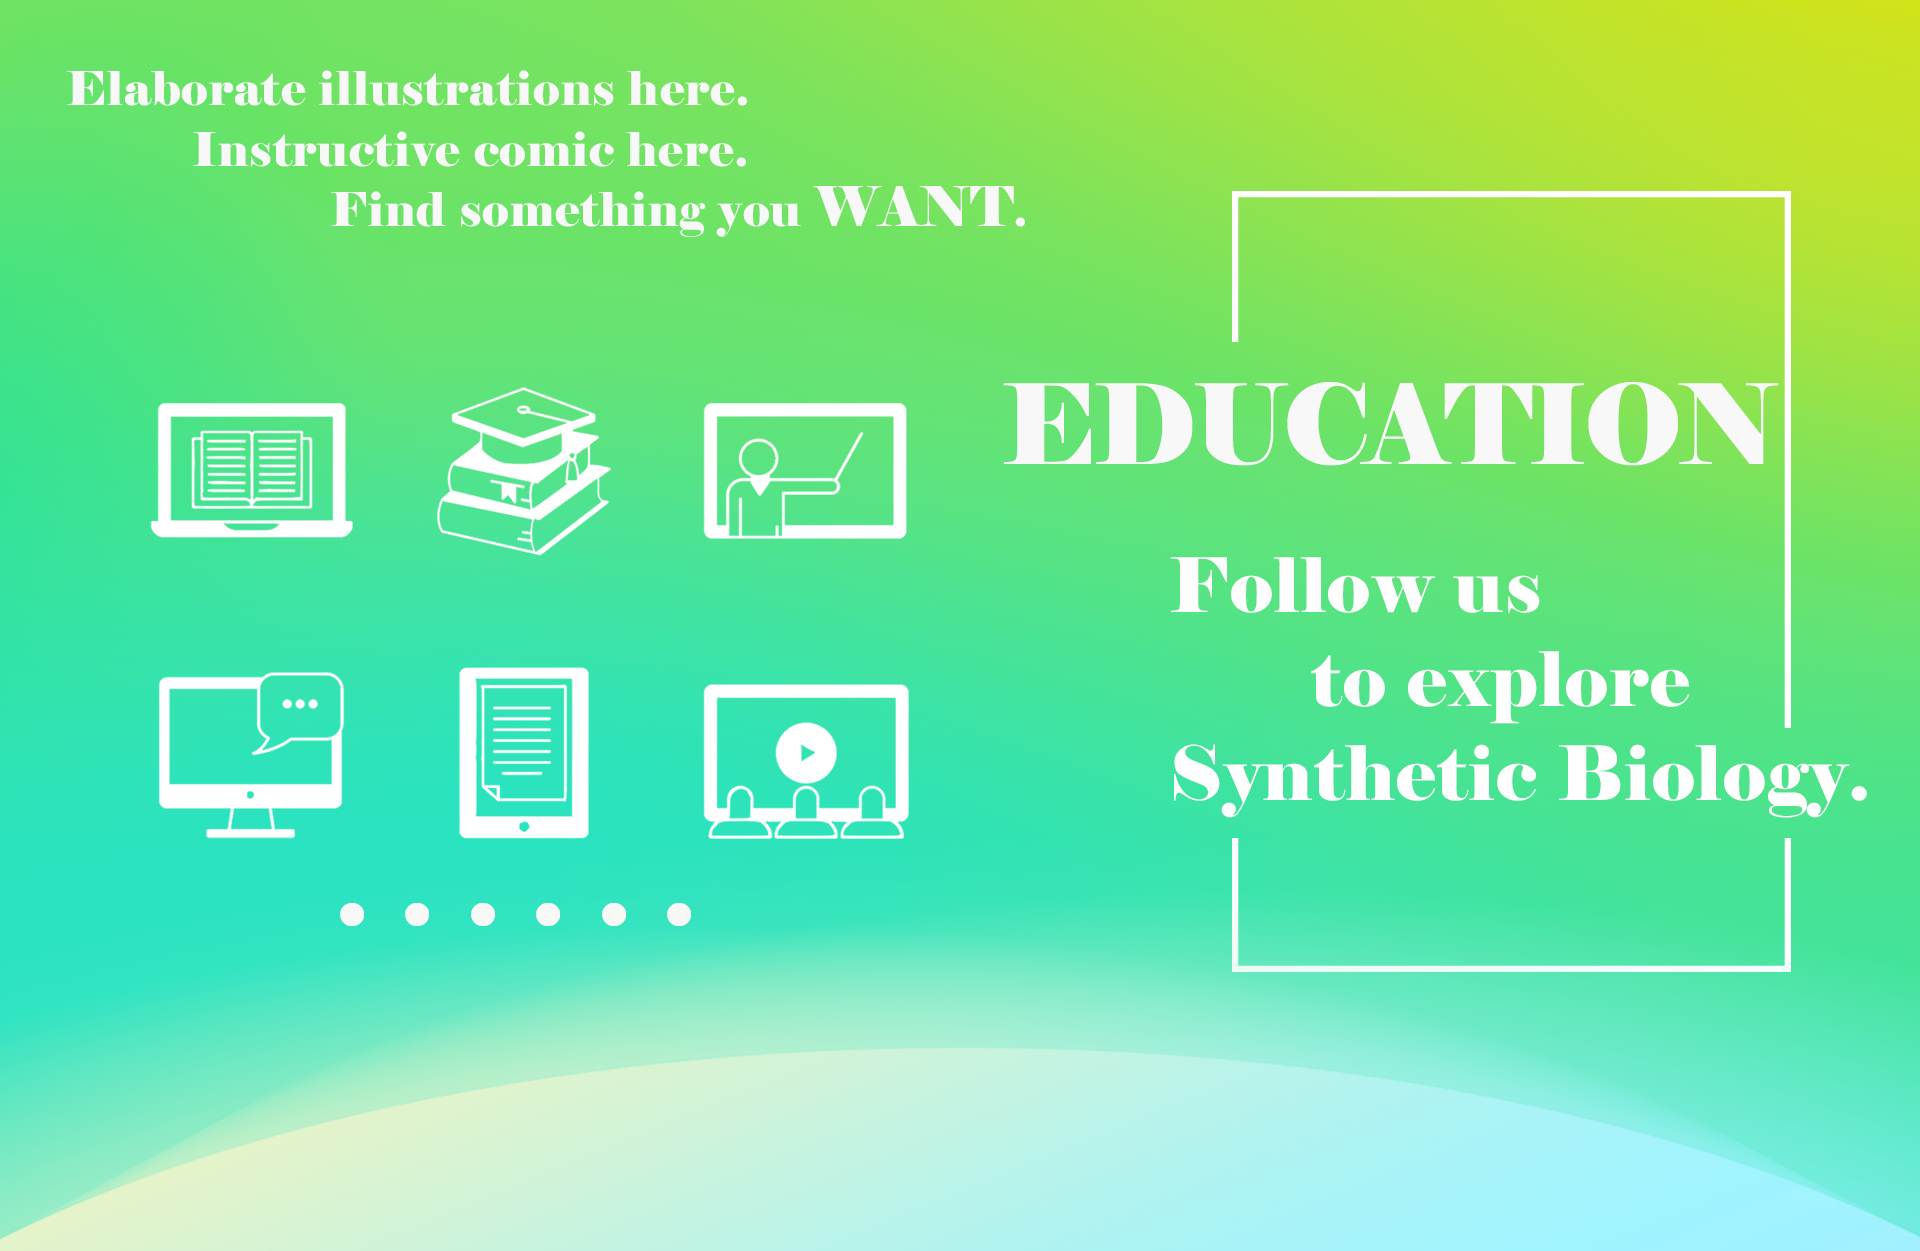 Elaborate illustrations here.
Instructive comic here.
Find something you WANT.
EDUCATION
Follow us
to explore
Synthetic Biology.